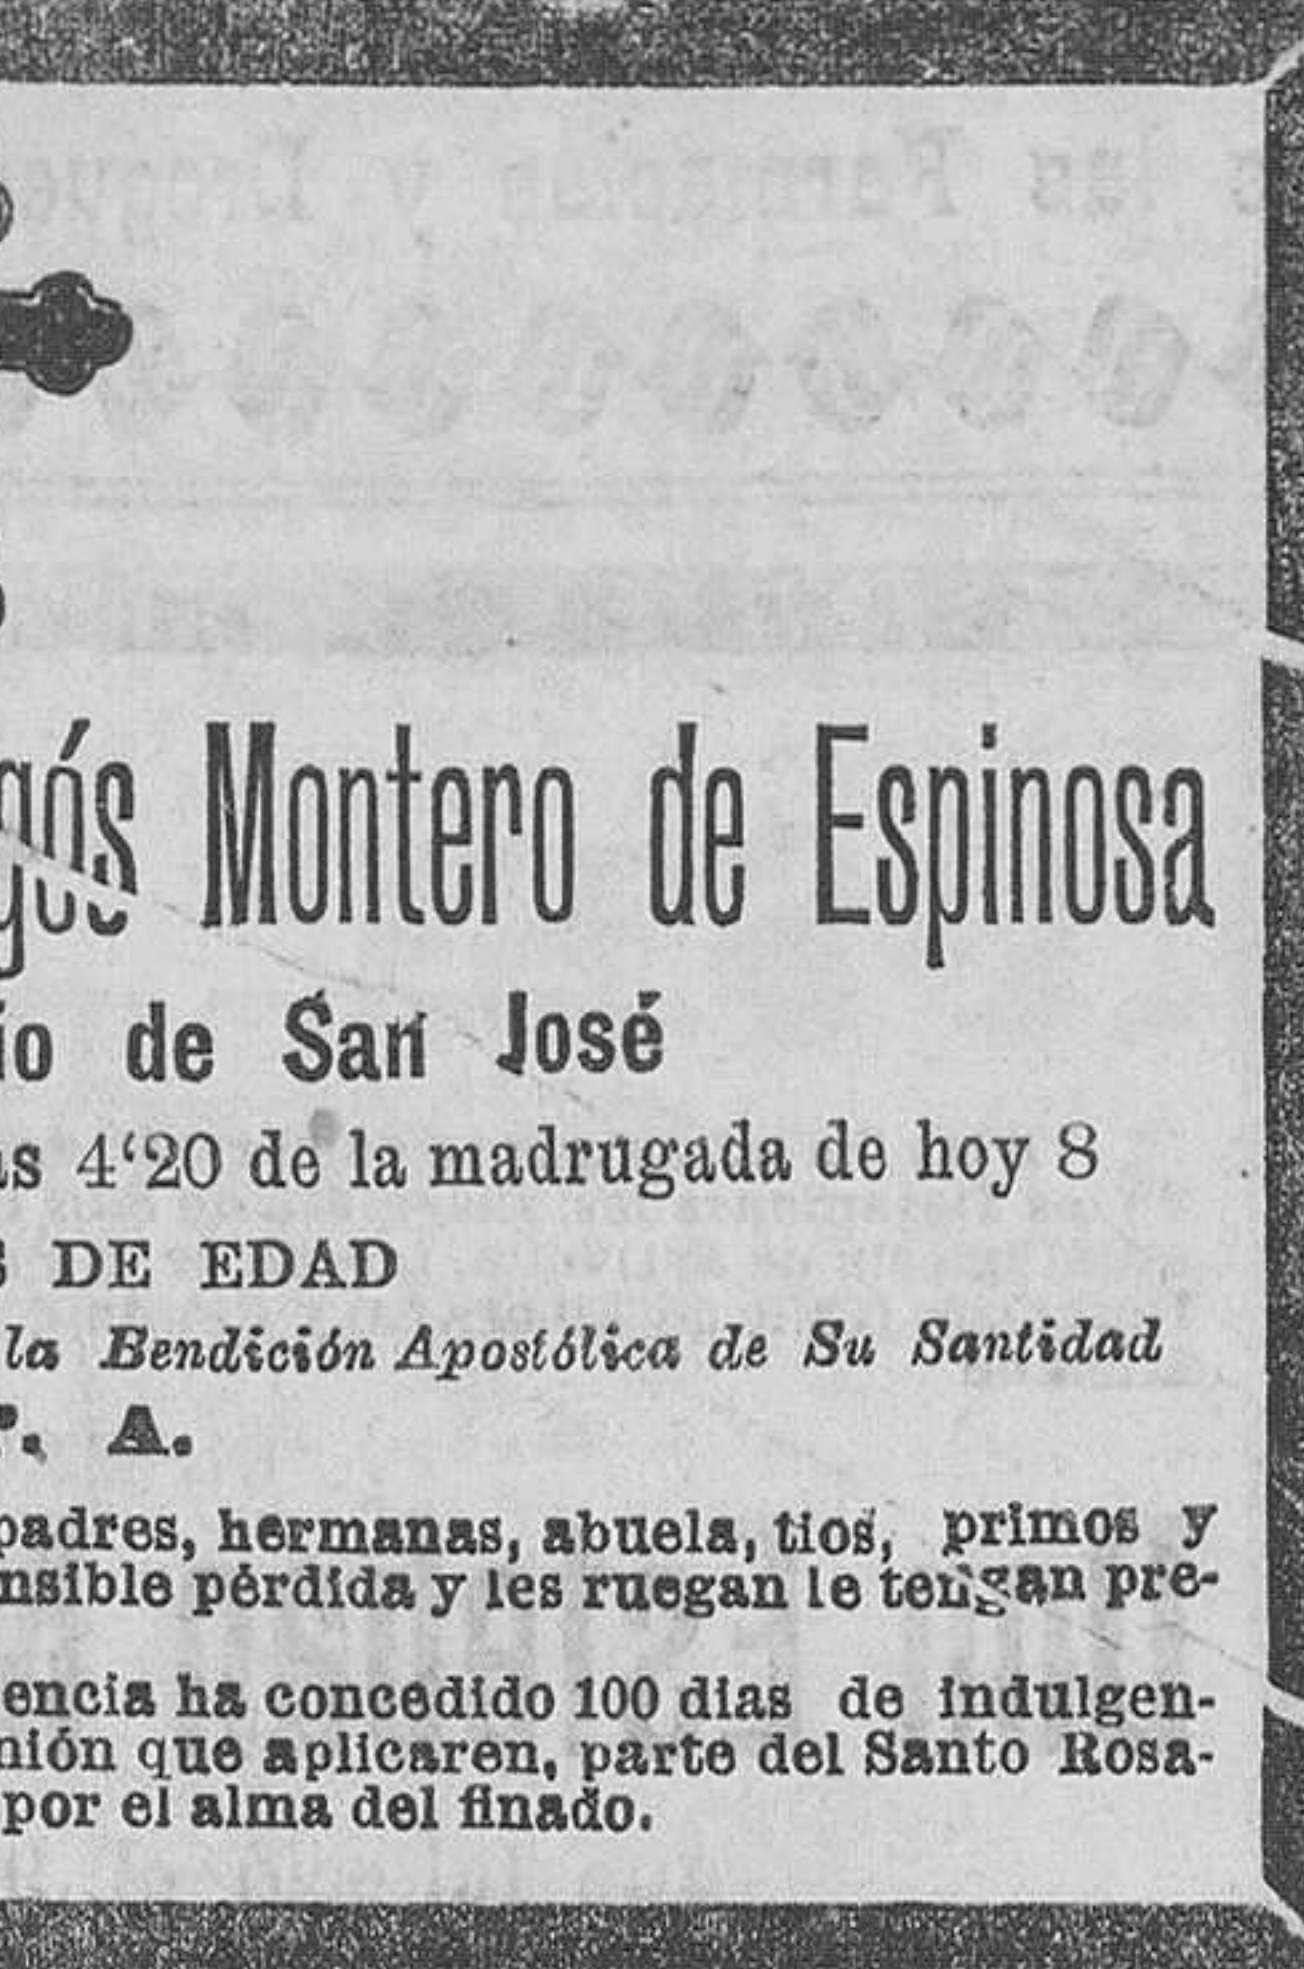 gós Montero de Espinosa
io de San José
as 4‘20 de la madrugada de hoy 8
S DE EDAD
la Bendición Apostólica de Su Santidad
r. A.
padres, hermanas, abuela, tios, primos y
nsible pérdida y les ruegan le tengan pre-
encia ha concedido 100 dias de indulgen-
nión que aplicaren, parte del Santo Rosa-
por el alma del finado.